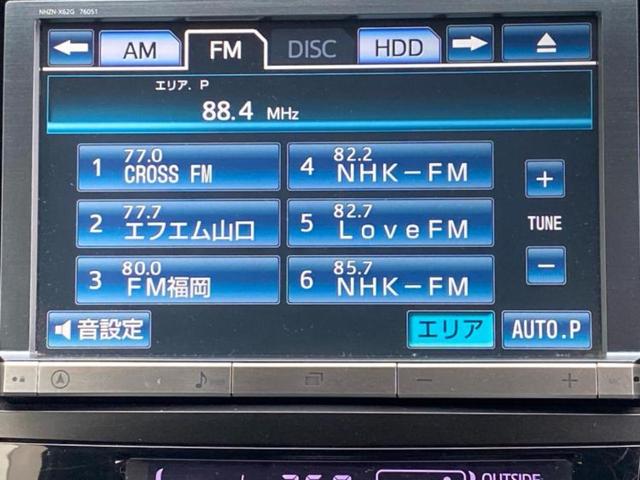 NHZN-X62G 76051
AM FM DISC HDD
エリア. P
88.4 MHz
1 77.0 CROSS FM
4 82.2 NHK-FM
2 77.7 エフエム山口
5 82.7 LoveFM
3 80.0 FM福岡
6 85.7 NHK-FM
+
TUNE
−
音設定
エリア
AUTO.P
− +
OUTSIDE